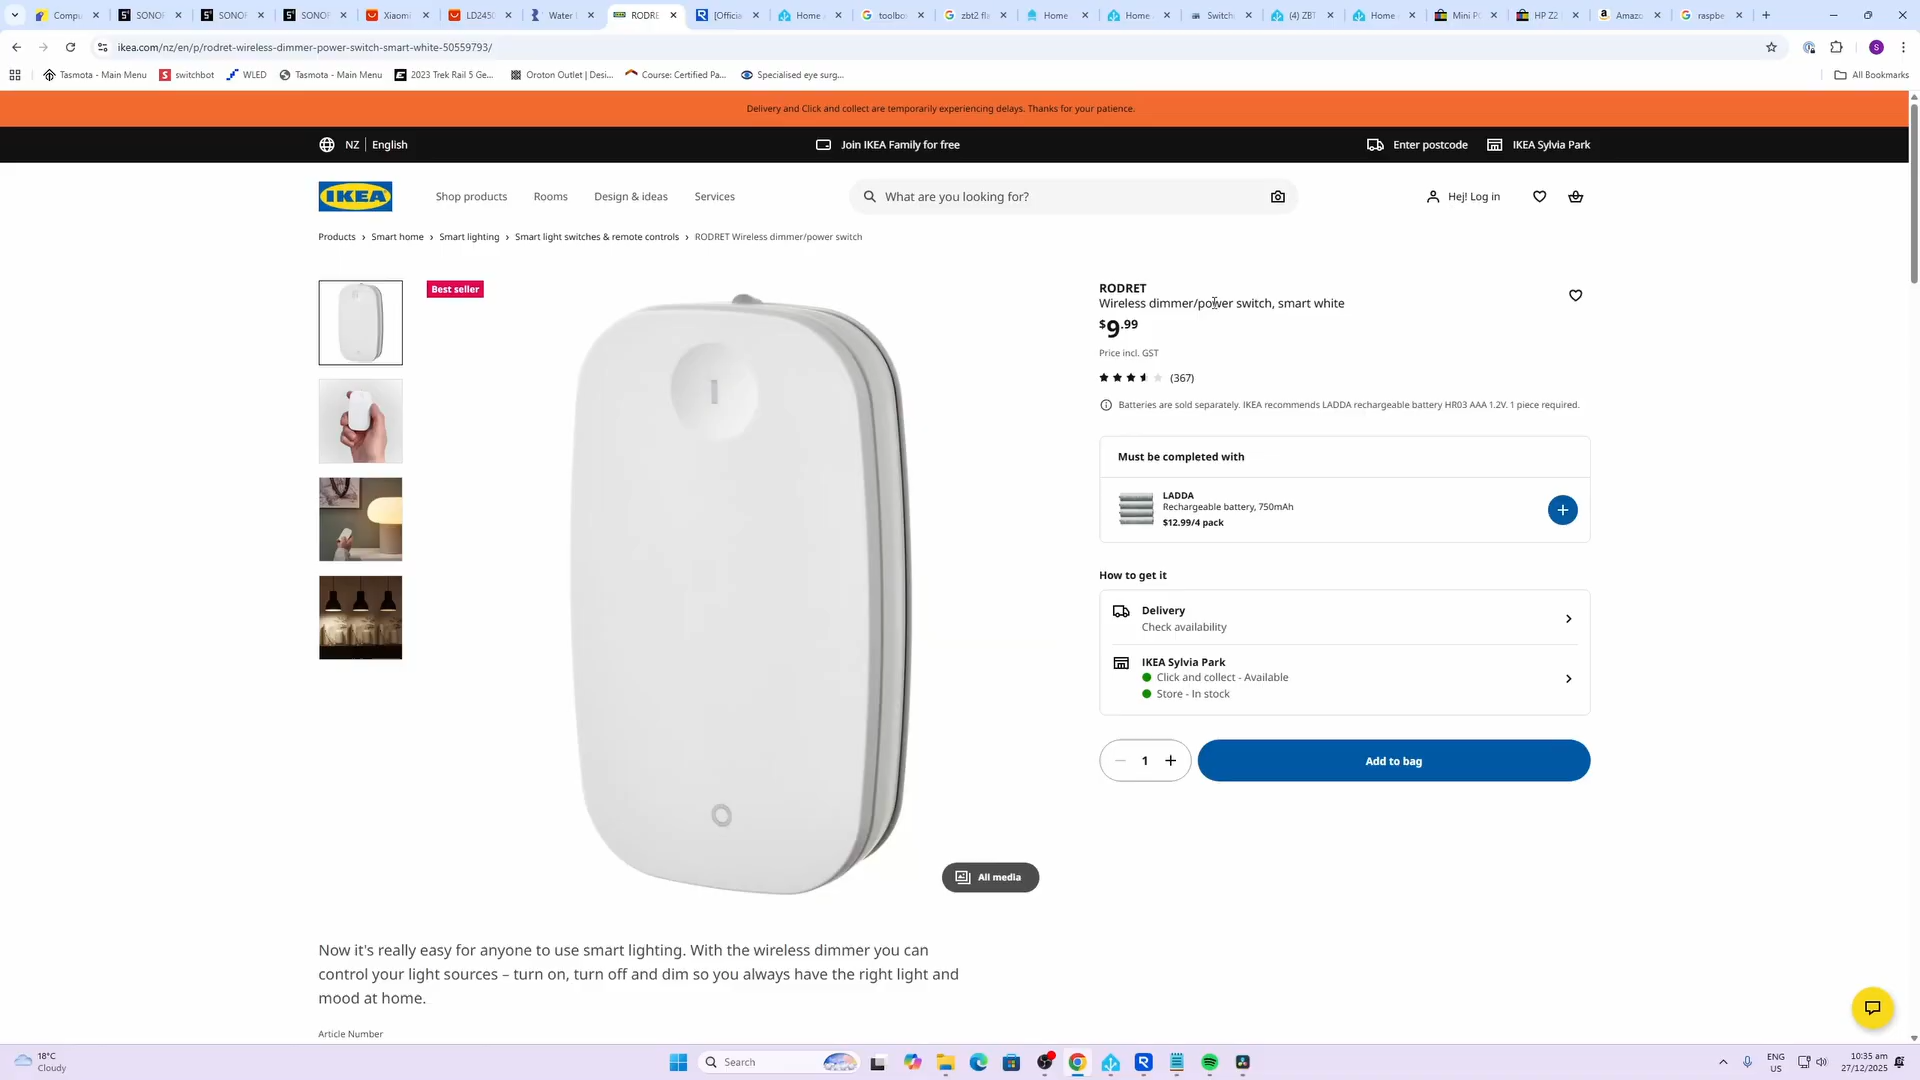 Compu
SONOF
SONOF
SONOF
Xiaomi
LD2450
Water
RODRE
[Officia
Home
toolbo
zbt2 fl
Home
Home
Switch
(4) ZBT
Home
Mini PC
HP Z2
Amazo
raspbe
ikea.com/nz/en/p/rodret-wireless-dimmer-power-switch-smart-white-50559793/
S
Tasmota - Main Menu
switchbot
WLED
Tasmota - Main Menu
2023 Trek Rail 5 Ge...
Oroton Outlet | Desi...
Course: Certified Pa...
Specialised eye surg...
All Bookmarks
Delivery and Click and collect are temporarily experiencing delays. Thanks for your patience.
NZ | English
Join IKEA Family for free
Enter postcode
IKEA Sylvia Park
IKEA
Shop products
Rooms
Design & ideas
Services
What are you looking for?
Hej! Log in
Products › Smart home › Smart lighting › Smart light switches & remote controls › RODRET Wireless dimmer/power switch
Best seller
All media
RODRET
Wireless dimmer/power switch, smart white
$9.99
Price incl. GST
(367)
Batteries are sold separately. IKEA recommends LADDA rechargeable battery HR03 AAA 1.2V. 1 piece required.
Must be completed with
LADDA
Rechargeable battery, 750mAh
$12.99/4 pack
How to get it
Delivery
Check availability
IKEA Sylvia Park
Click and collect - Available
Store - In stock
1
Add to bag
Now it's really easy for anyone to use smart lighting. With the wireless dimmer you can
control your light sources – turn on, turn off and dim so you always have the right light and
mood at home.
Article Number
18°C
Cloudy
Search
ENG
US
10:35 am
27/12/2025